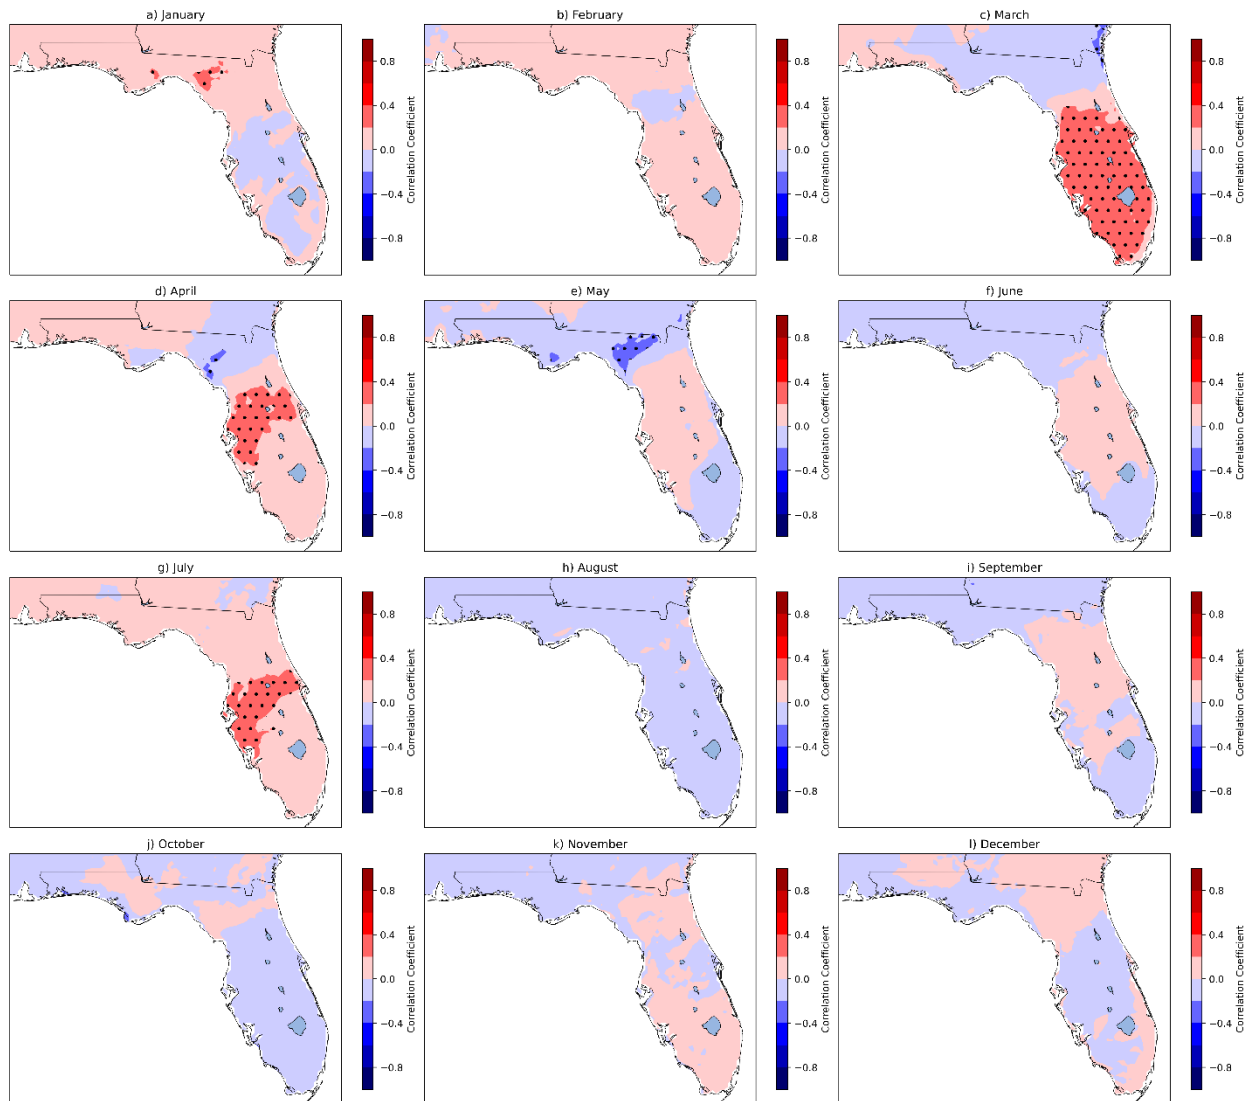 a) January
0.8
0.4
0.0
−0.4
−0.8
Correlation Coefficient
b) February
0.8
0.4
0.0
−0.4
−0.8
Correlation Coefficient
c) March
0.8
0.4
0.0
−0.4
−0.8
Correlation Coefficient
d) April
0.8
0.4
0.0
−0.4
−0.8
Correlation Coefficient
e) May
0.8
0.4
0.0
−0.4
−0.8
Correlation Coefficient
f) June
0.8
0.4
0.0
−0.4
−0.8
Correlation Coefficient
g) July
0.8
0.4
0.0
−0.4
−0.8
Correlation Coefficient
h) August
0.8
0.4
0.0
−0.4
−0.8
Correlation Coefficient
i) September
0.8
0.4
0.0
−0.4
−0.8
Correlation Coefficient
j) October
0.8
0.4
0.0
−0.4
−0.8
Correlation Coefficient
k) November
0.8
0.4
0.0
−0.4
−0.8
Correlation Coefficient
l) December
0.8
0.4
0.0
−0.4
−0.8
Correlation Coefficient